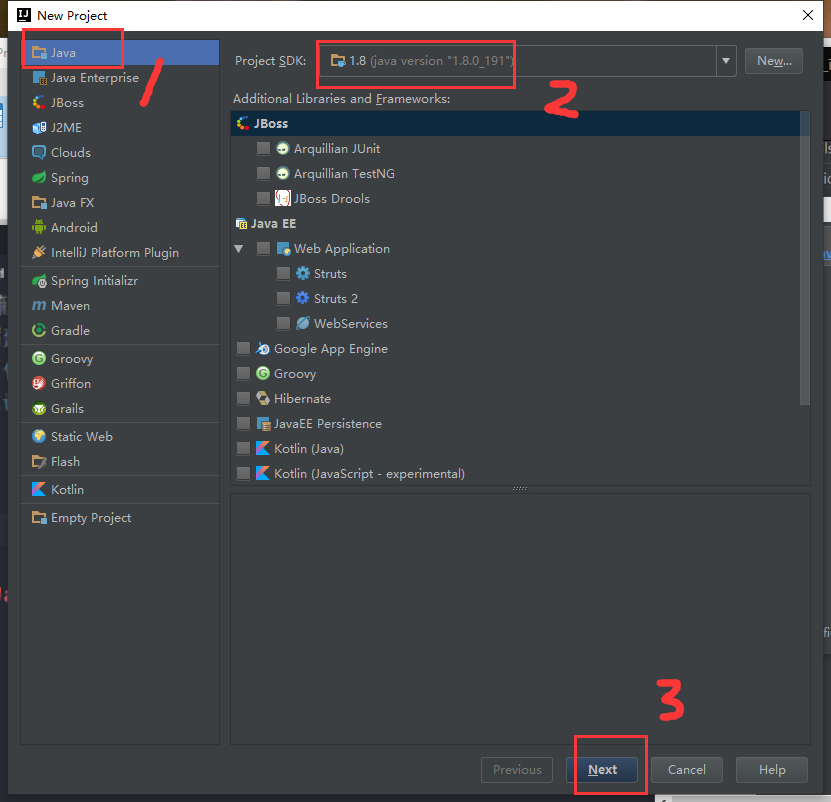 New Project
Java
Java Enterprise
JBoss
J2ME
Clouds
Spring
Java FX
Android
IntelliJ Platform Plugin
Spring Initializr
Maven
Gradle
Groovy
Griffon
Grails
Static Web
Flash
Kotlin
Empty Project
1
Project SDK: 1.8 (java version "1.8.0_191") New...
2
Additional Libraries and Frameworks:
JBoss
Arquillian JUnit
Arquillian TestNG
JBoss Drools
Java EE
Web Application
Struts
Struts 2
WebServices
Google App Engine
Groovy
Hibernate
JavaEE Persistence
Kotlin (Java)
Kotlin (JavaScript - experimental)
3
Previous Next Cancel Help